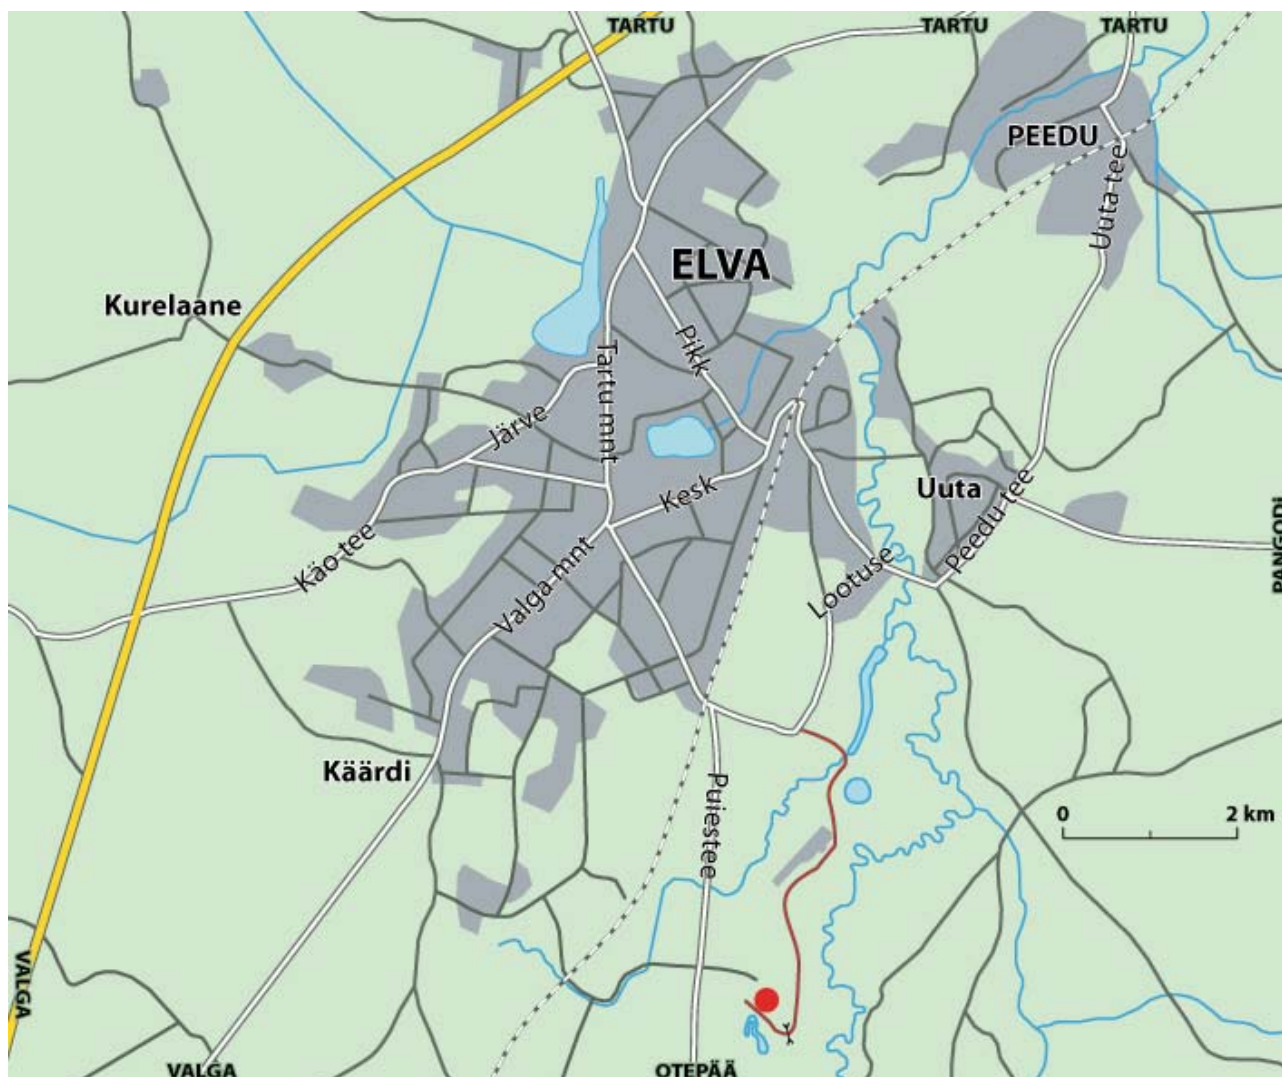 TARTU
TARTU
TARTU
PEEDU
Uuta tee
ELVA
Kurelaane
Pikk
Tartu mnt
Järve
Kesk
Uuta
Peedu tee
PANGODI
Käo tee
Valga mnt
Lootuse
Käärdi
Puiestee
0 2 km
VALGA
VALGA
OTEPÄÄ